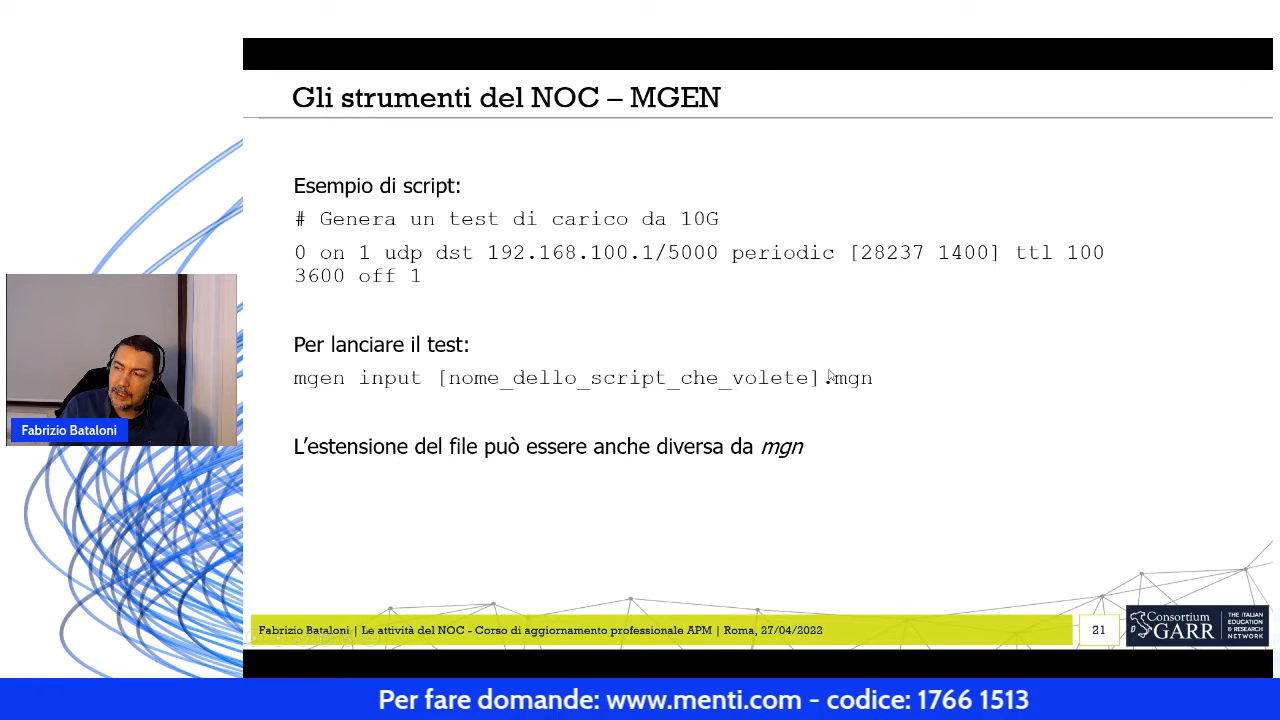 Gli strumenti del NOC – MGEN
Esempio di script:
# Genera un test di carico da 10G
0 on 1 udp dst 192.168.100.1/5000 periodic [28237 1400] ttl 100
3600 off 1
Per lanciare il test:
mgen input [nome_dello_script_che_volete].mgn
L’estensione del file può essere anche diversa da mgn
Fabrizio Bataloni
Fabrizio Bataloni | Le attività del NOC - Corso di aggiornamento professionale APM | Roma, 27/04/2022
21
Consortium
GARR
THE ITALIAN
EDUCATION
& RESEARCH
NETWORK
Per fare domande: www.menti.com - codice: 1766 1513